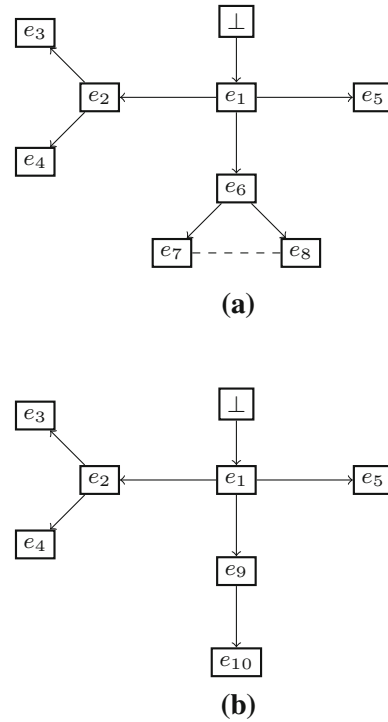 ⊥
e₃
e₂ e₁ e₅
e₄
e₆
e₇ e₈
(a)
⊥
e₃
e₂ e₁ e₅
e₄
e₉
e₁₀
(b)